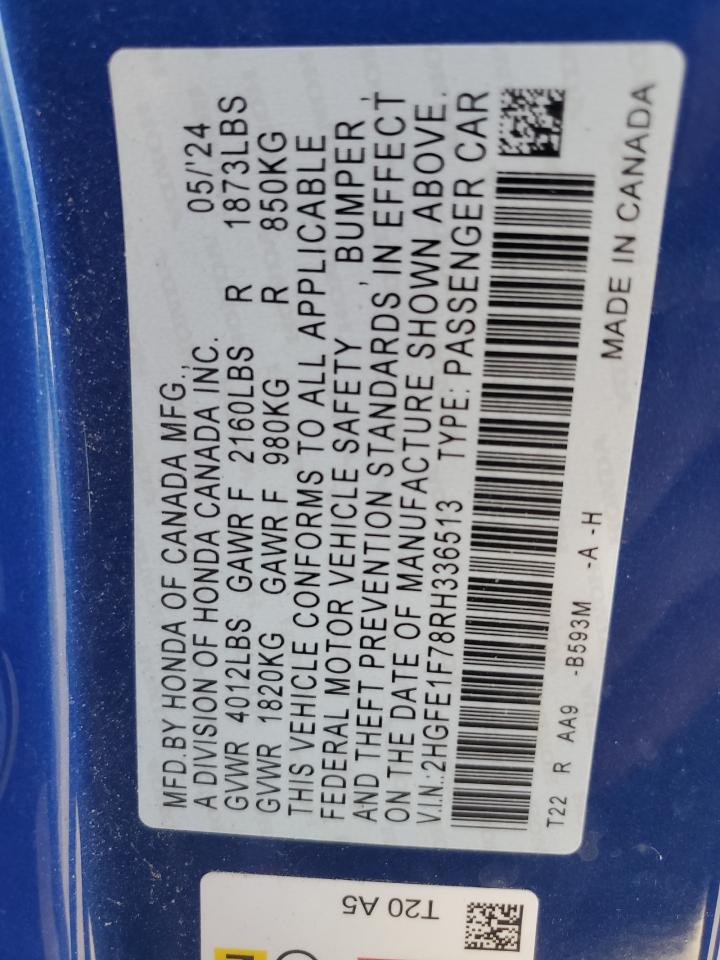 MFD.BY HONDA OF CANADA MFG.,
A DIVISION OF HONDA CANADA INC. 05/'24
GVWR 4012LBS GAWR F 2160LBS R 1873LBS
GVWR 1820KG GAWR F 980KG R 850KG
THIS VEHICLE CONFORMS TO ALL APPLICABLE
FEDERAL MOTOR VEHICLE SAFETY , BUMPER ,
AND THEFT PREVENTION STANDARDS IN EFFECT
ON THE DATE OF MANUFACTURE SHOWN ABOVE.
V.I.N.:2HGFE1F78RH336513 TYPE: PASSENGER CAR
T22 R AA9 -B593M -A -H
MADE IN CANADA
T20 A5